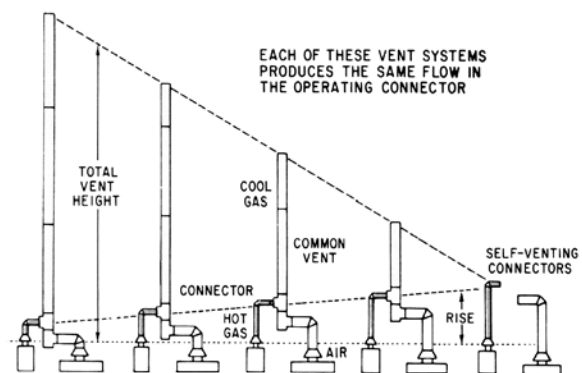 EACH OF THESE VENT SYSTEMS
PRODUCES THE SAME FLOW IN
THE OPERATING CONNECTOR
TOTAL
VENT
HEIGHT
COOL
GAS
COMMON
VENT
SELF-VENTING
CONNECTORS
CONNECTOR
HOT
GAS
AIR
RISE